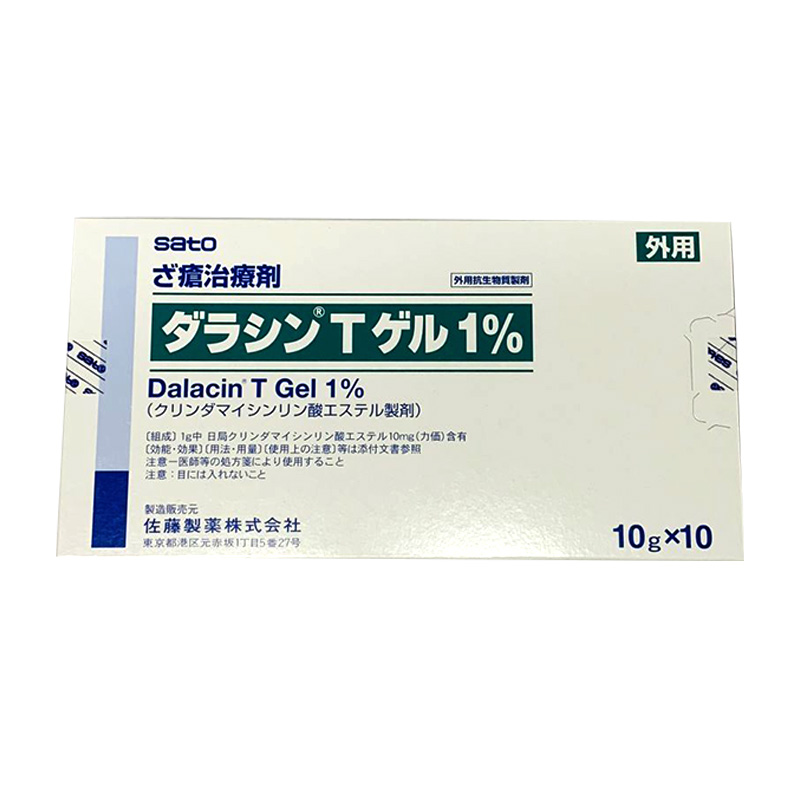 sato
外用
ざ瘡治療剤
外用抗生物質製剤
ダラシン®Tゲル1%
Dalacin® T Gel 1%
(クリンダマイシンリン酸エステル製剤)
〔組成〕1g中 日局クリンダマイシンリン酸エステル10mg(力価)含有
〔効能・効果〕〔用法・用量〕〔使用上の注意〕等は添付文書参照
注意-医師等の処方箋により使用すること
注意:目には入れないこと
製造販売元
佐藤製薬株式会社
東京都港区元赤坂1丁目5番27号
10g×10
sato
sato